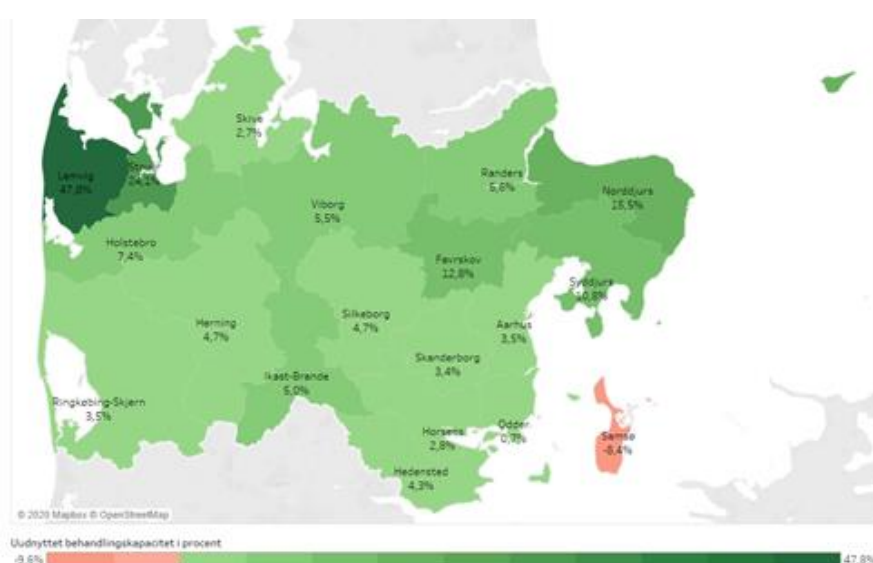 Skive
2,7%
Lemvig
47,8%
Struer
24,1%
Randers
5,6%
Norddjurs
15,5%
Viborg
5,5%
Holstebro
7,4%
Favrskov
12,8%
Syddjurs
10,8%
Herning
4,7%
Silkeborg
4,7%
Aarhus
3,5%
Skanderborg
3,4%
Ikast-Brande
5,0%
Ringkøbing-Skjern
3,5%
Horsens
2,8%
Odder
0,7%
Samsø
Hedensted
4,3%
© 2020 Mapbox © OpenStreetMap
Uudnyttet behandlingskapacitet i procent
-9,6%
47,8%